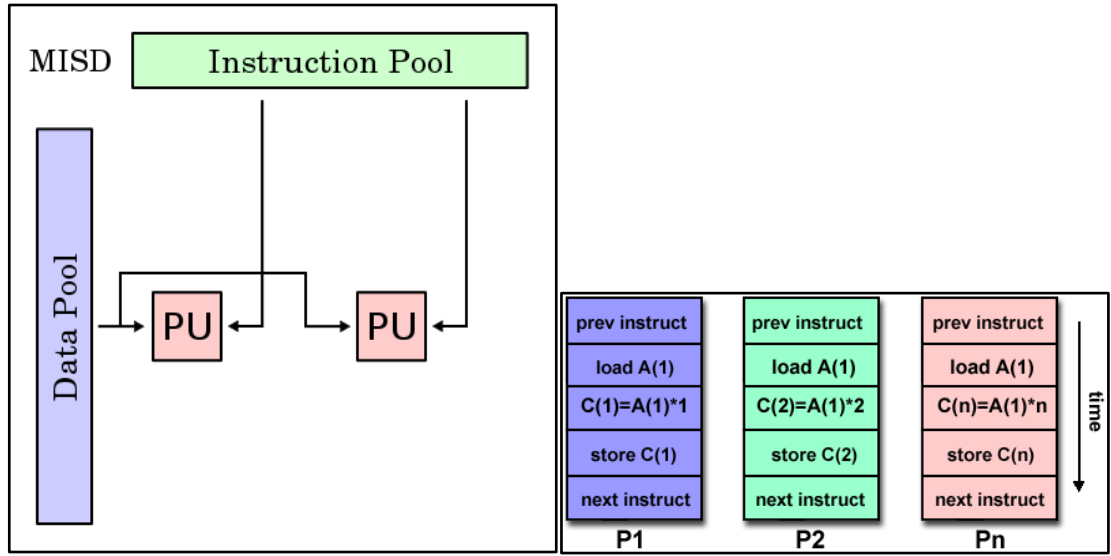 MISD
Instruction Pool
Data Pool
PU
PU
prev instruct
load A(1)
C(1)=A(1)*1
store C(1)
next instruct
P1
prev instruct
load A(1)
C(2)=A(1)*2
store C(2)
next instruct
P2
prev instruct
load A(1)
C(n)=A(1)*n
store C(n)
next instruct
Pn
time